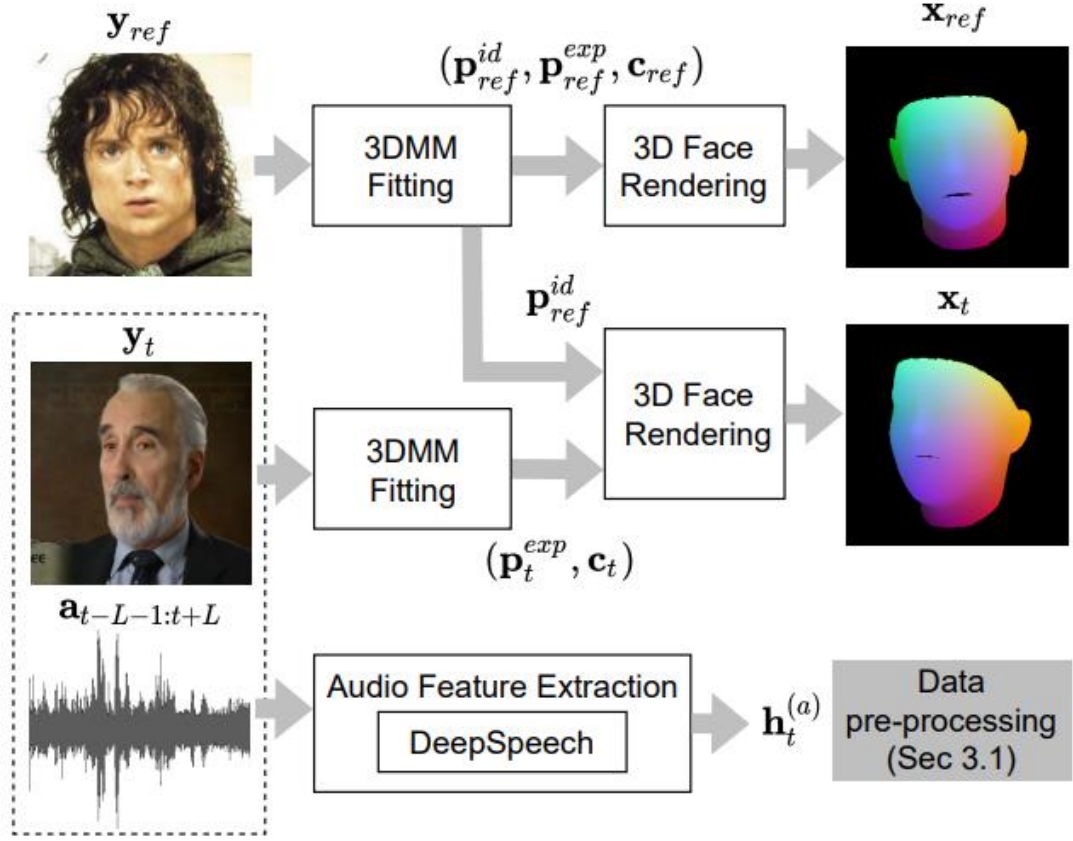 y_ref
x_ref
(p^id_ref, p^exp_ref, c_ref)
3DMM
Fitting
3D Face
Rendering
p^id_ref
x_t
y_t
3DMM
Fitting
3D Face
Rendering
(p^exp_t, c_t)
EE
a_t−L−1:t+L
Audio Feature Extraction
DeepSpeech
h^(a)_t
Data
pre-processing
(Sec 3.1)